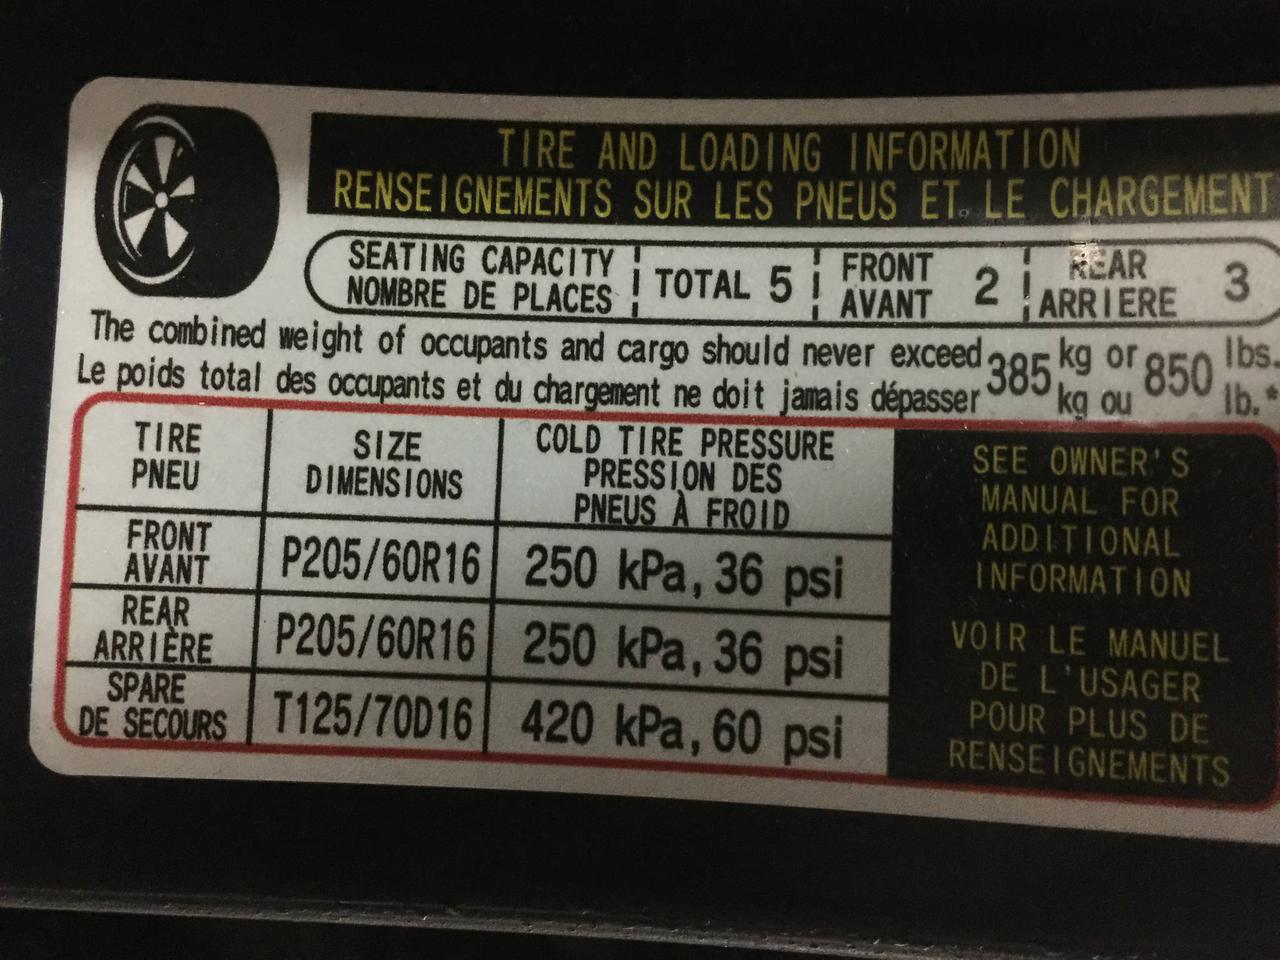 TIRE AND LOADING INFORMATION
RENSEIGNEMENTS SUR LES PNEUS ET LE CHARGEMENT
SEATING CAPACITY
NOMBRE DE PLACES
TOTAL 5
FRONT
AVANT
2
REAR
ARRIERE
3
The combined weight of occupants and cargo should never exceed 385 kg or 850 lbs.
Le poids total des occupants et du chargement ne doit jamais dépasser kg ou lb.*
TIRE
PNEU
SIZE
DIMENSIONS
COLD TIRE PRESSURE
PRESSION DES
PNEUS À FROID
FRONT
AVANT
P205/60R16
250 kPa, 36 psi
REAR
ARRIÈRE
P205/60R16
250 kPa, 36 psi
SPARE
DE SECOURS
T125/70D16
420 kPa, 60 psi
SEE OWNER'S
MANUAL FOR
ADDITIONAL
INFORMATION
VOIR LE MANUEL
DE L'USAGER
POUR PLUS DE
RENSEIGNEMENTS